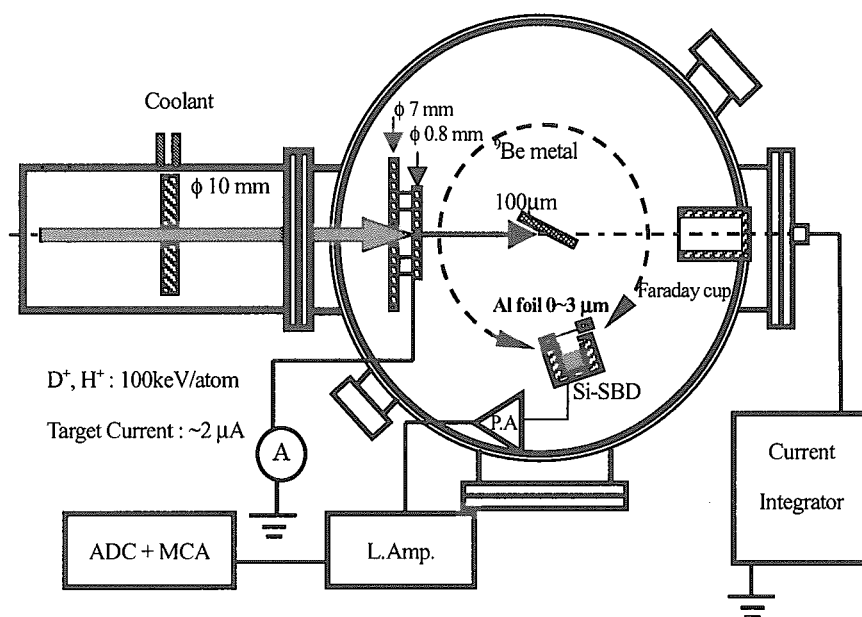 Coolant
ϕ 7 mm
ϕ 0.8 mm
⁹Be metal
ϕ 10 mm
100μm
Al foil 0~3 μm
Faraday cup
D⁺, H⁺ : 100keV/atom
Si-SBD
Target Current : ~2 μA
P.A
A
Current
Integrator
ADC + MCA
L.Amp.